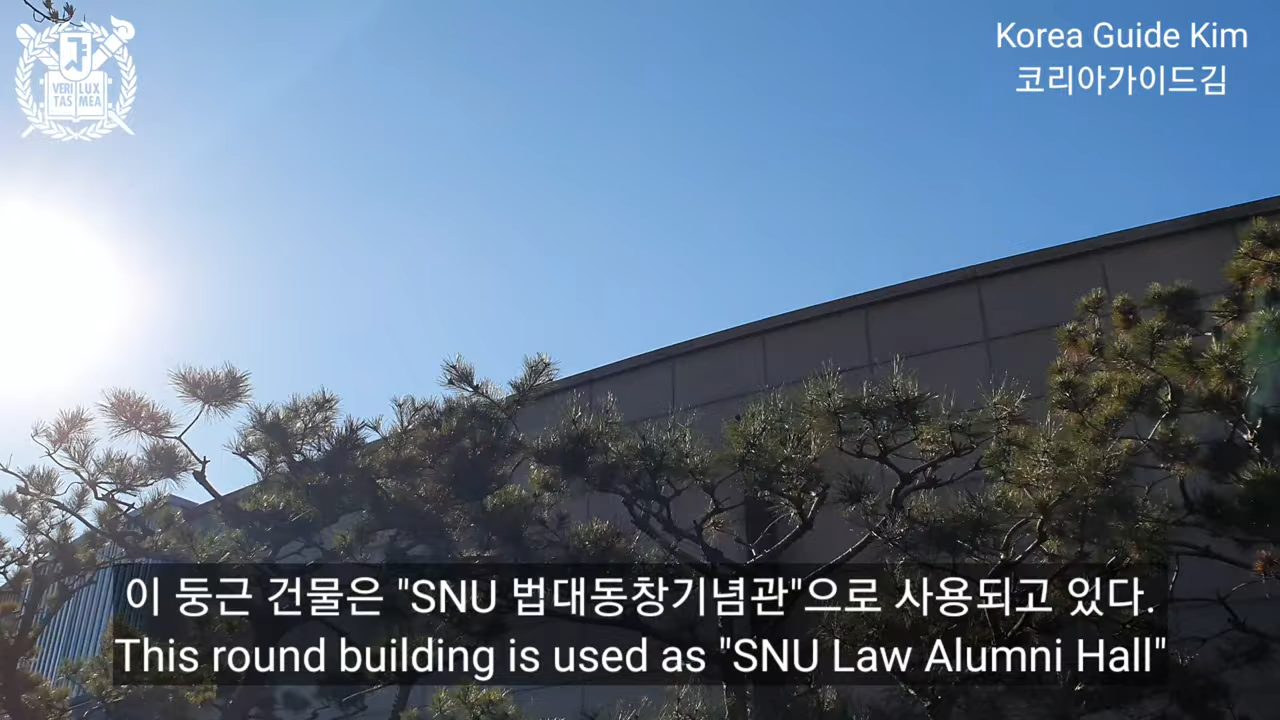 VERI LUX
TAS MEA
Korea Guide Kim
코리아가이드김
이 둥근 건물은 "SNU 법대동창기념관"으로 사용되고 있다.
This round building is used as "SNU Law Alumni Hall"